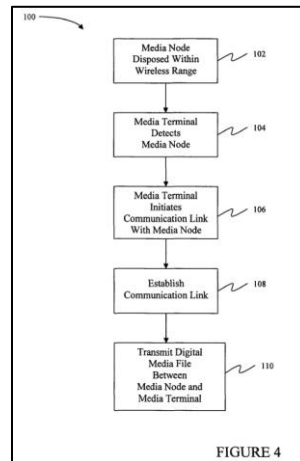 100
Media Node
Disposed Within
Wireless Range
102
Media Terminal
Detects
Media Node
104
Media Terminal
Initiates
Communication Link
With Media Node
106
Establish
Communication Link
108
Transmit Digital
Media File
Between
Media Node and
Media Terminal
110
FIGURE 4